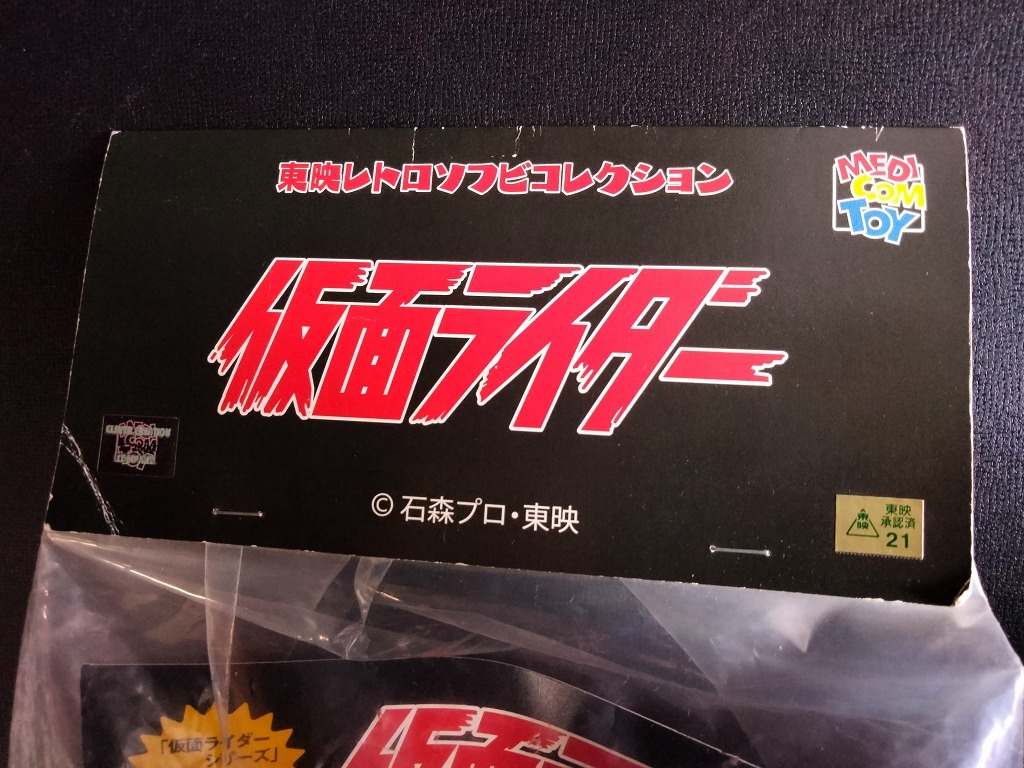 東映レトロソフビコレクション
MEDI
COM
TOY
仮面ライダー
© 石森プロ・東映
東映
東映
承認済
21
「仮面ライダー
シリーズ」